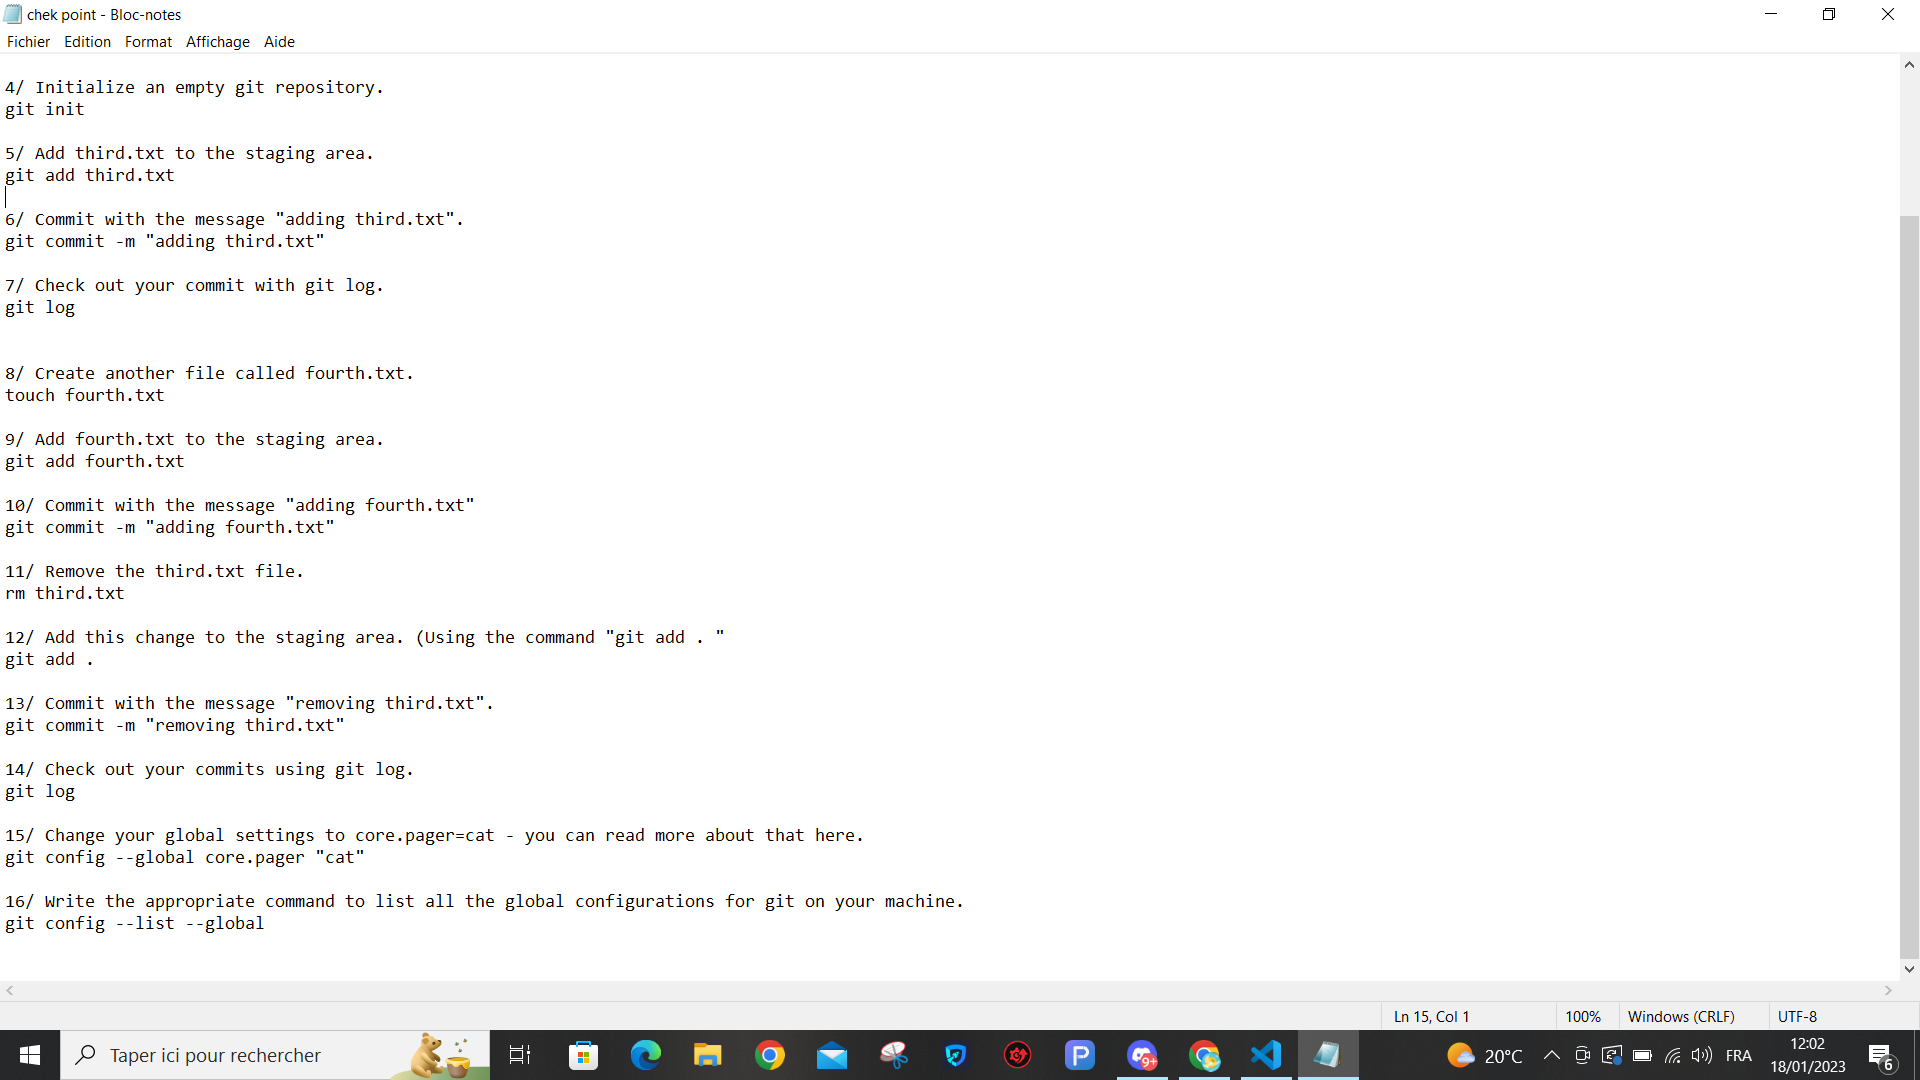 chek point - Bloc-notes
Fichier Edition Format Affichage Aide
4/ Initialize an empty git repository.
git init
5/ Add third.txt to the staging area.
git add third.txt
6/ Commit with the message "adding third.txt".
git commit -m "adding third.txt"
7/ Check out your commit with git log.
git log
8/ Create another file called fourth.txt.
touch fourth.txt
9/ Add fourth.txt to the staging area.
git add fourth.txt
10/ Commit with the message "adding fourth.txt"
git commit -m "adding fourth.txt"
11/ Remove the third.txt file.
rm third.txt
12/ Add this change to the staging area. (Using the command "git add . "
git add .
13/ Commit with the message "removing third.txt".
git commit -m "removing third.txt"
14/ Check out your commits using git log.
git log
15/ Change your global settings to core.pager=cat - you can read more about that here.
git config --global core.pager "cat"
16/ Write the appropriate command to list all the global configurations for git on your machine.
git config --list --global
Ln 15, Col 1 100% Windows (CRLF) UTF-8
Taper ici pour rechercher
P
9+
20°C
FRA
12:02
18/01/2023
6